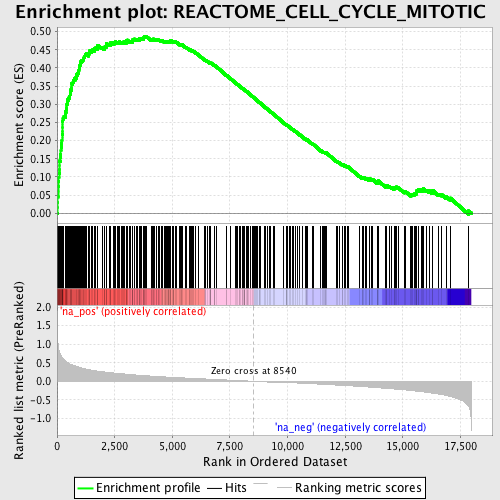 Enrichment plot: REACTOME_CELL_CYCLE_MITOTIC
Enrichment score (ES)
0.50
0.45
0.40
0.35
0.30
0.25
0.20
0.15
0.10
0.05
0.00
Ranked list metric (PreRanked)
2.0
1.5
1.0
0.5
0.0
-0.5
-1.0
'na_pos' (positively correlated)
Zero cross at 8540
'na_neg' (negatively correlated)
0 2,500 5,000 7,500 10,000 12,500 15,000 17,500
Rank in Ordered Dataset
Enrichment profile Hits Ranking metric scores